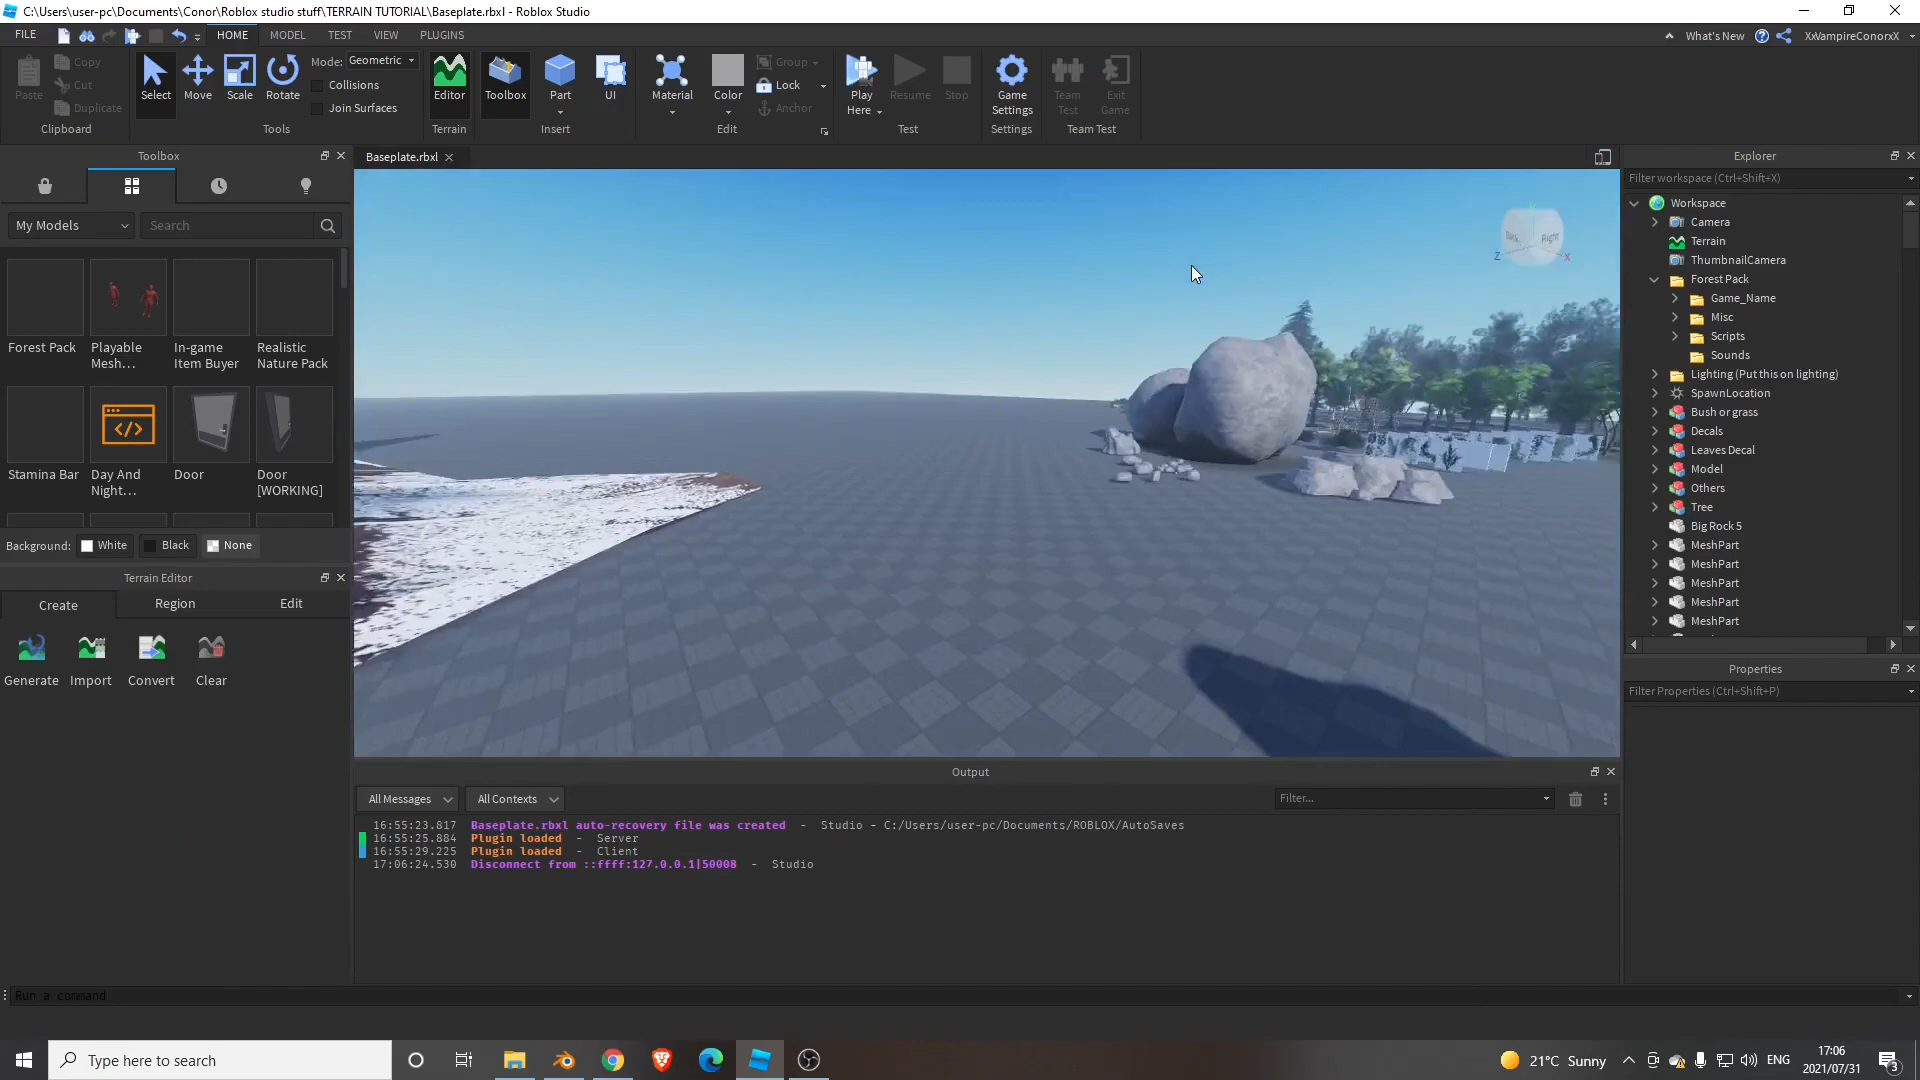 C:\Users\user-pc\Documents\Conor\Roblox studio stuff\TERRAIN TUTORIAL\Baseplate.rbxl - Roblox Studio
FILE HOME MODEL TEST VIEW PLUGINS What's New XxVampireConorxX
Paste Copy Cut Duplicate Clipboard
Select Move Scale Rotate Mode: Geometric Collisions Join Surfaces Tools
Editor Terrain
Toolbox Part UI Insert
Material Color Group Lock Anchor Edit
Play Here Resume Stop Test
Game Settings Settings
Team Test Exit Game Team Test
Toolbox
My Models Search
Forest Pack
Playable Mesh...
In-game Item Buyer
Realistic Nature Pack
Stamina Bar
Day And Night...
Door
Door [WORKING]
Background: White Black None
Terrain Editor
Create Region Edit
Generate Import Convert Clear
Baseplate.rbxl
Back Right
Y
Z X
Output
All Messages All Contexts Filter...
16:55:23.817 Baseplate.rbxl auto-recovery file was created - Studio - C:/Users/user-pc/Documents/ROBLOX/AutoSaves
16:55:25.884 Plugin loaded - Server
16:55:29.225 Plugin loaded - Client
17:06:24.530 Disconnect from ::ffff:127.0.0.1|50008 - Studio
Explorer
Filter workspace (Ctrl+Shift+X)
Workspace
Camera
Terrain
ThumbnailCamera
Forest Pack
Game_Name
Misc
Scripts
Sounds
Lighting (Put this on lighting)
SpawnLocation
Bush or grass
Decals
Leaves Decal
Model
Others
Tree
Big Rock 5
MeshPart
MeshPart
MeshPart
MeshPart
MeshPart
Properties
Filter Properties (Ctrl+Shift+P)
Run a command
Type here to search
21°C Sunny ENG
17:06
2021/07/31
3